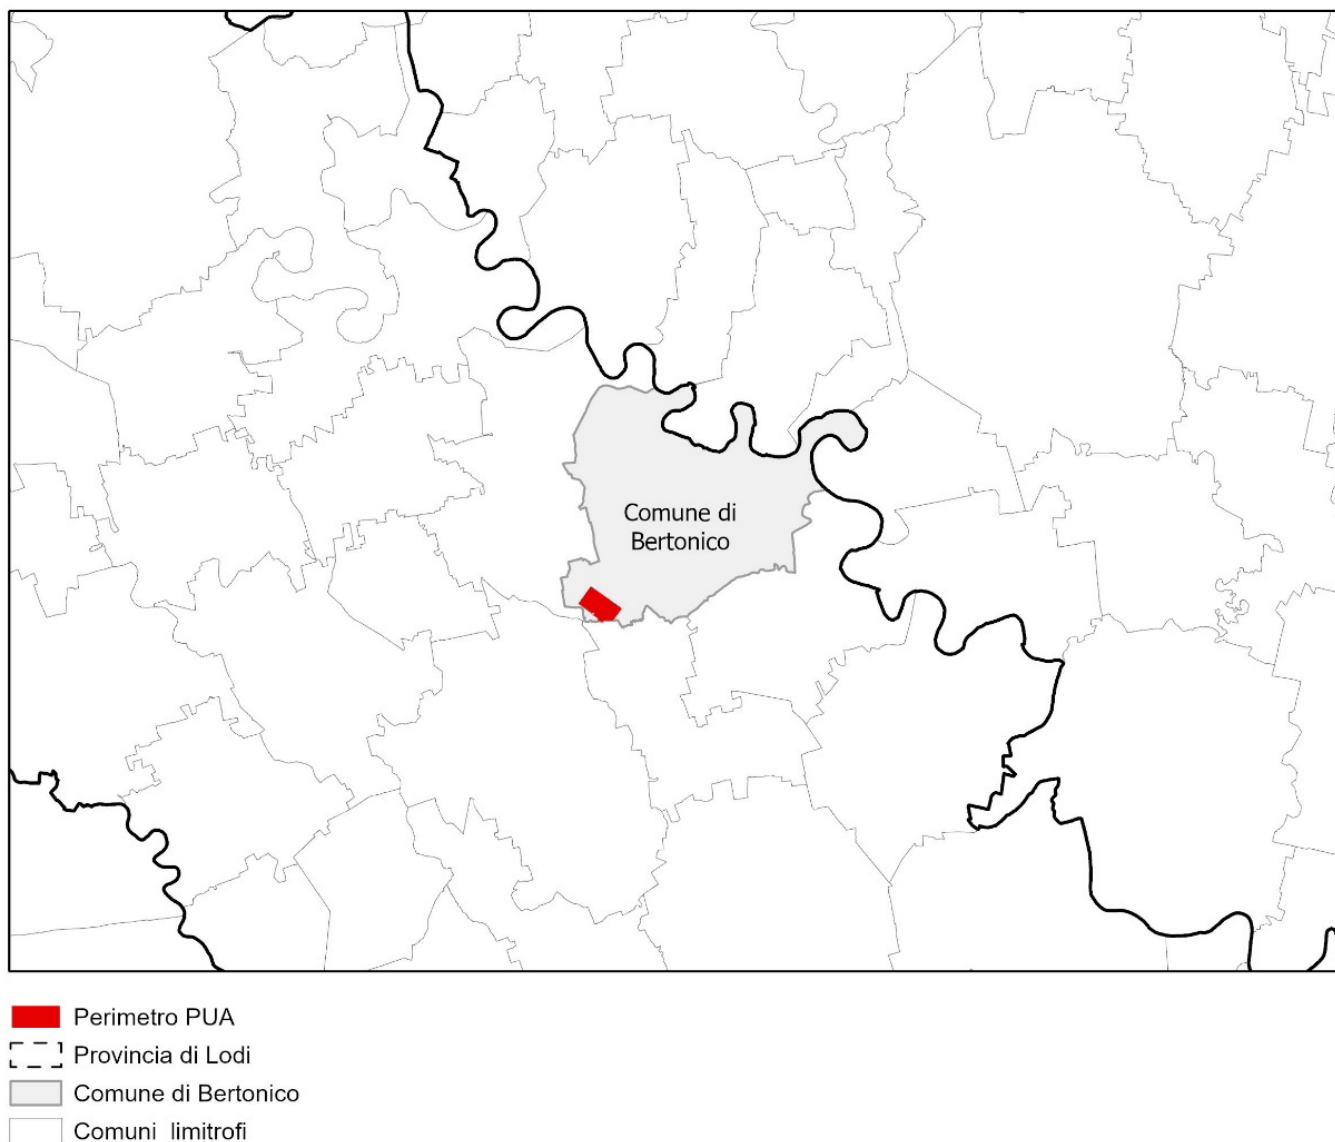 Comune di
Bertonico
Perimetro PUA
Provincia di Lodi
Comune di Bertonico
Comuni limitrofi